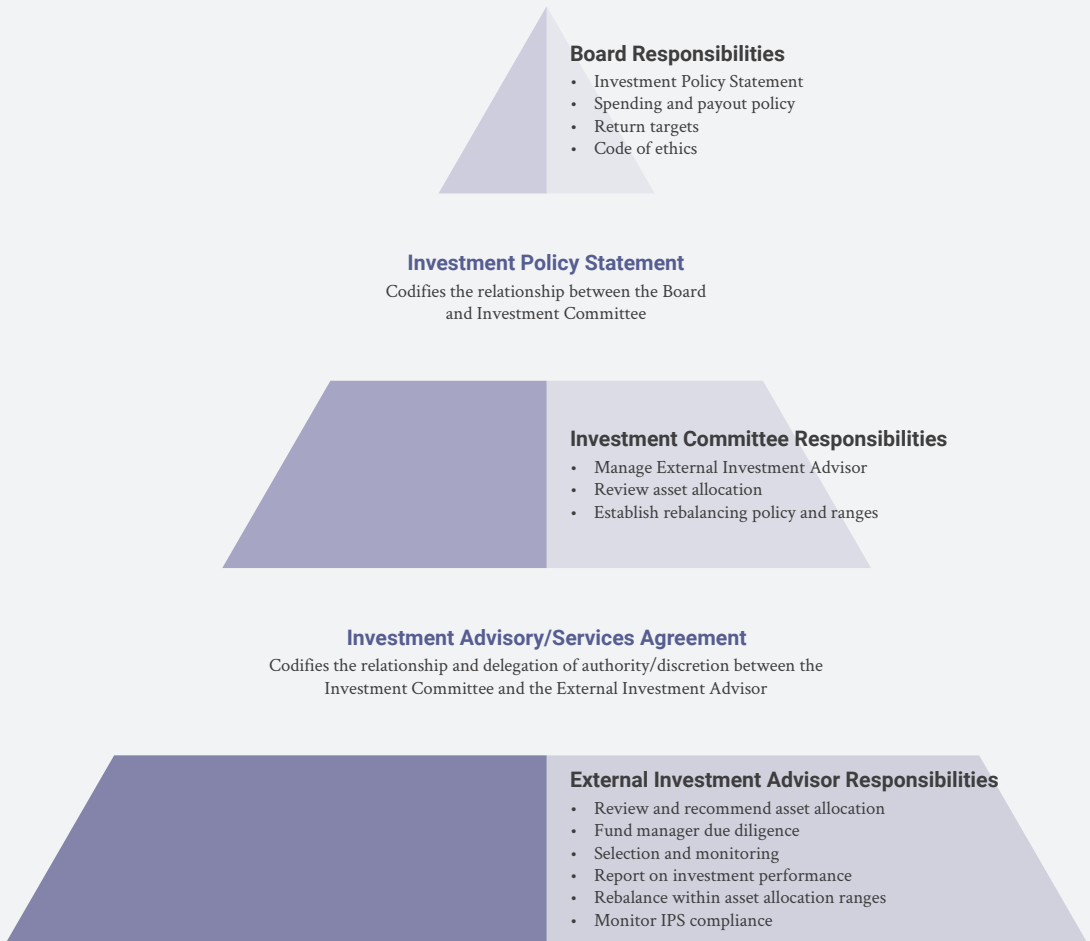 Board Responsibilities
• Investment Policy Statement
• Spending and payout policy
• Return targets
• Code of ethics
Investment Policy Statement
Codifies the relationship between the Board
and Investment Committee
Investment Committee Responsibilities
• Manage External Investment Advisor
• Review asset allocation
• Establish rebalancing policy and ranges
Investment Advisory/Services Agreement
Codifies the relationship and delegation of authority/discretion between the
Investment Committee and the External Investment Advisor
External Investment Advisor Responsibilities
• Review and recommend asset allocation
• Fund manager due diligence
• Selection and monitoring
• Report on investment performance
• Rebalance within asset allocation ranges
• Monitor IPS compliance